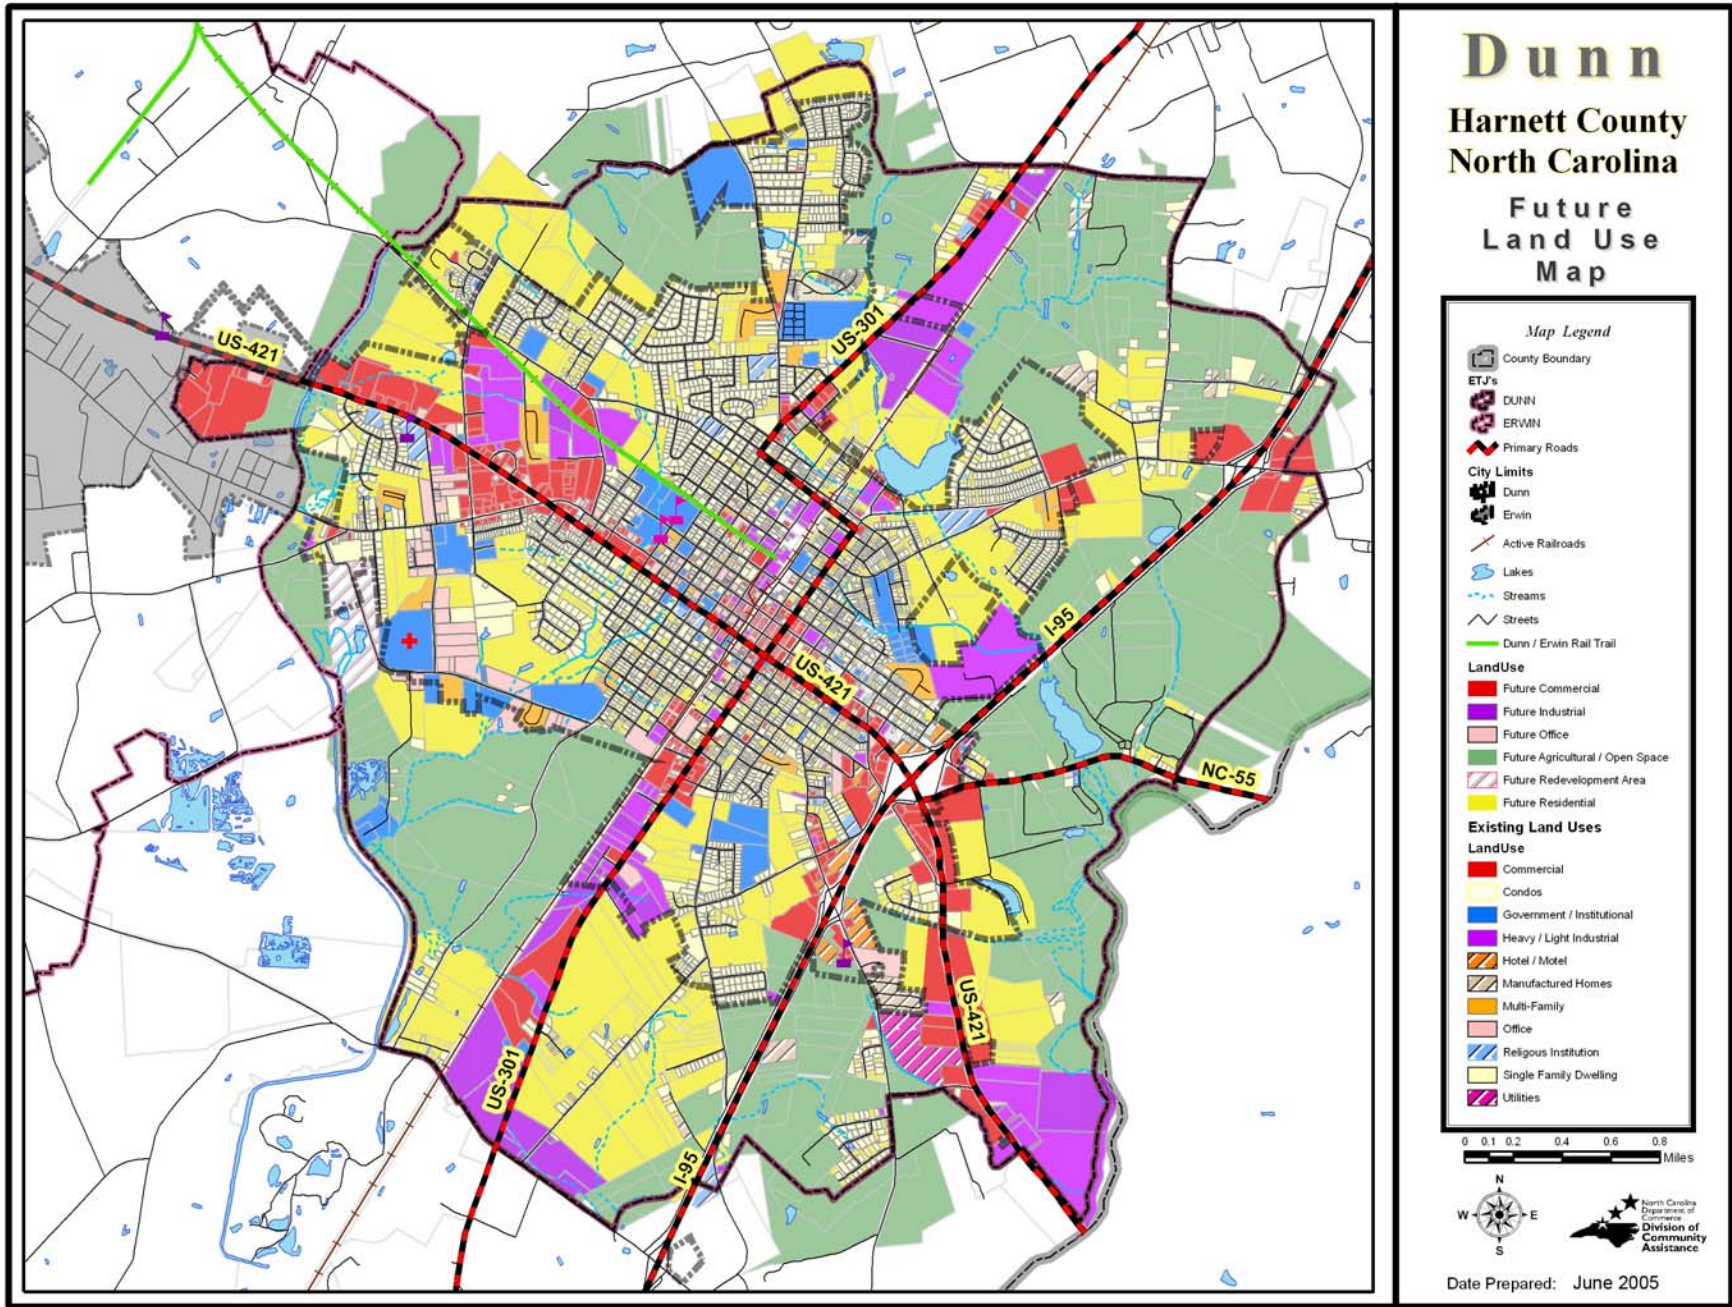 Dunn
Harnett County
North Carolina
Future
Land Use
Map
Map Legend
County Boundary
ETJ's
DUNN
ERWIN
Primary Roads
City Limits
Dunn
Erwin
Active Railroads
Lakes
Streams
Streets
Dunn / Erwin Rail Trail
LandUse
Future Commercial
Future Industrial
Future Office
Future Agricultural / Open Space
Future Redevelopment Area
Future Residential
Existing Land Uses
LandUse
Commercial
Condos
Government / Institutional
Heavy / Light Industrial
Hotel / Motel
Manufactured Homes
Multi-Family
Office
Religous Institution
Single Family Dwelling
Utilities
0 0.1 0.2 0.4 0.6 0.8
Miles
N
W E
S
North Carolina
Department of
Commerce
Division of
Community
Assistance
Date Prepared: June 2005
US-421
US-301
I-95
US-421
NC-55
US-421
US-301
I-95